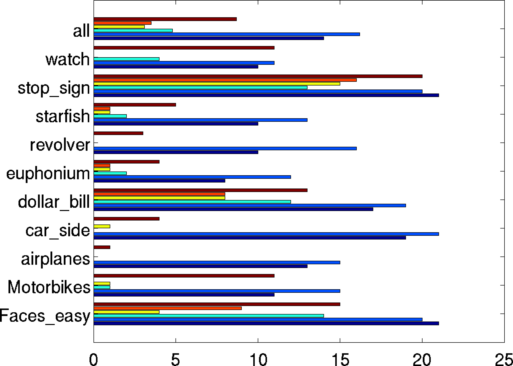 all
watch
stop_sign
starfish
revolver
euphonium
dollar_bill
car_side
airplanes
Motorbikes
Faces_easy
0 5 10 15 20 25